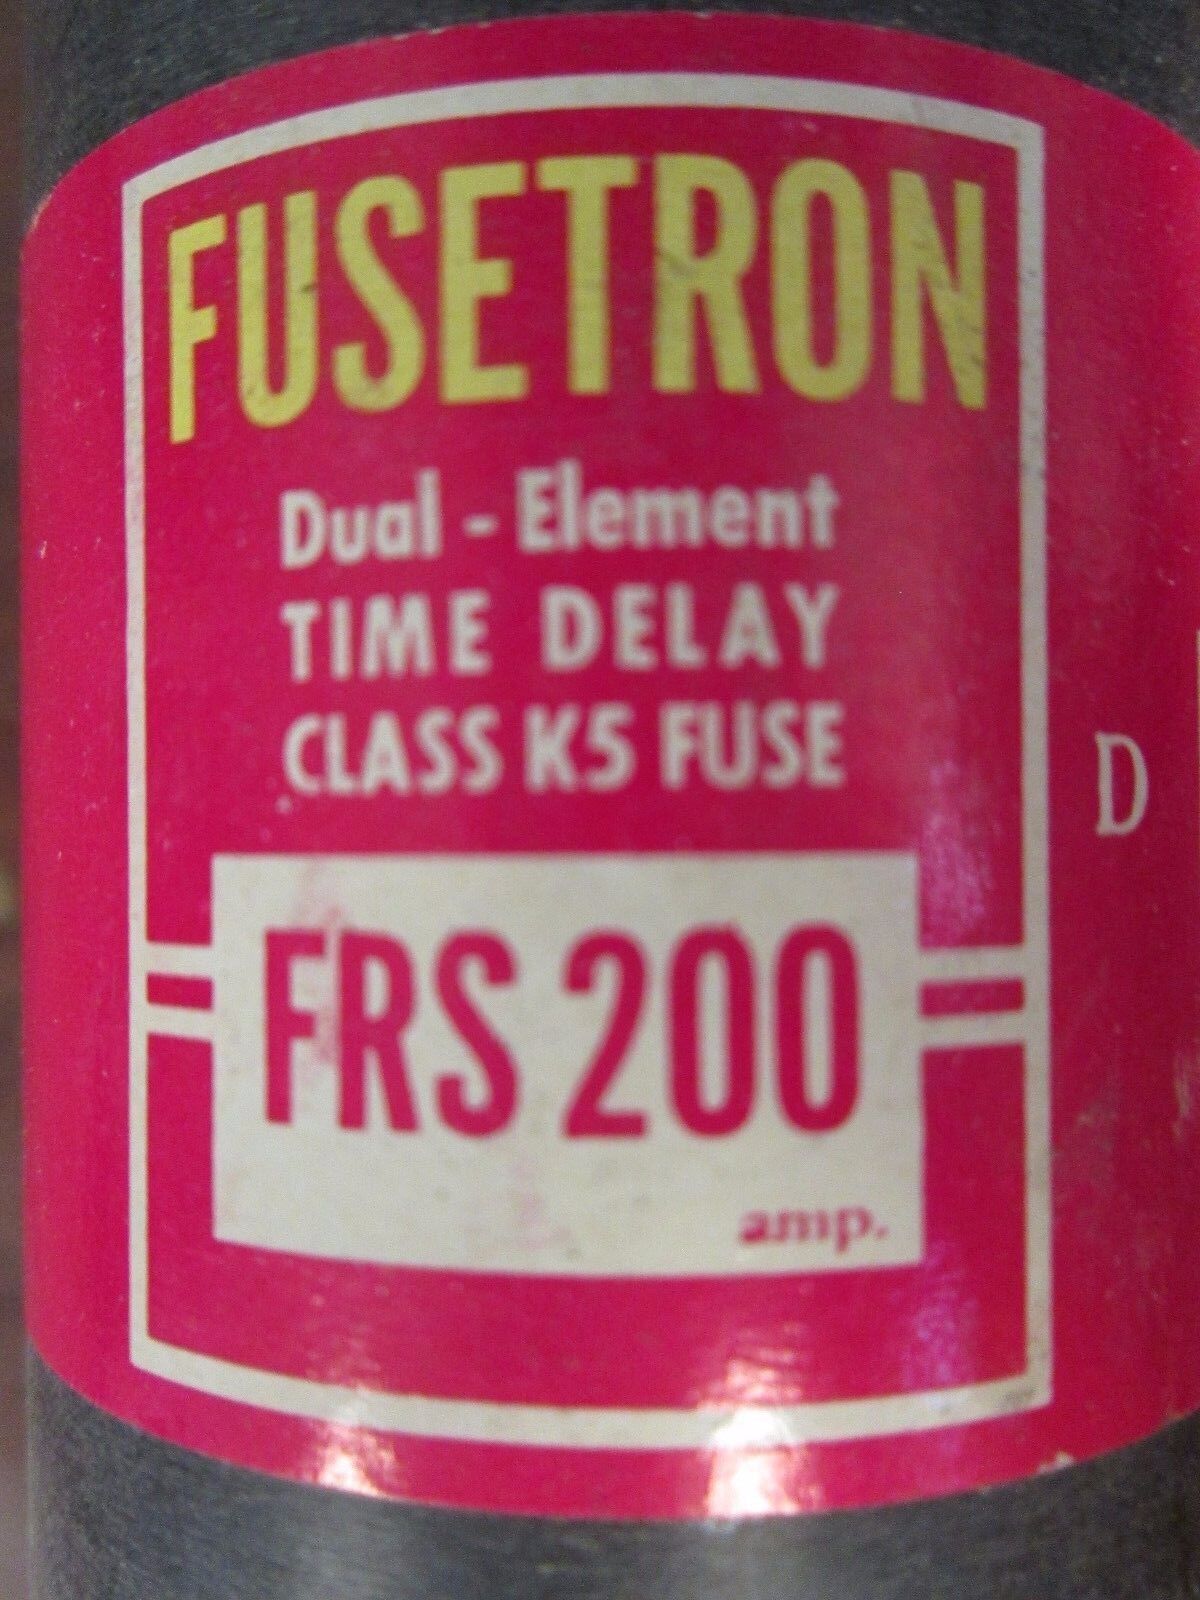 FUSETRON
Dual - Element
TIME DELAY
CLASS K5 FUSE
D
FRS 200
amp.